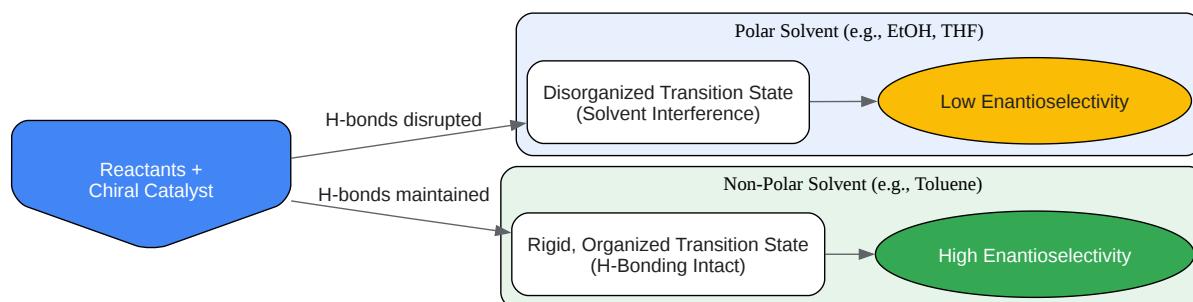 Polar Solvent (e.g., EtOH, THF)
Disorganized Transition State
(Solvent Interference)
Low Enantioselectivity
H-bonds disrupted
Reactants +
Chiral Catalyst
H-bonds maintained
Non-Polar Solvent (e.g., Toluene)
Rigid, Organized Transition State
(H-Bonding Intact)
High Enantioselectivity